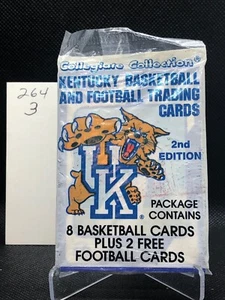 264
3
Collegiate Collection®
KENTUCKY BASKETBALL
AND FOOTBALL TRADING
CARDS
2nd
EDITION
UK
PACKAGE
CONTAINS
8 BASKETBALL CARDS
PLUS 2 FREE
FOOTBALL CARDS